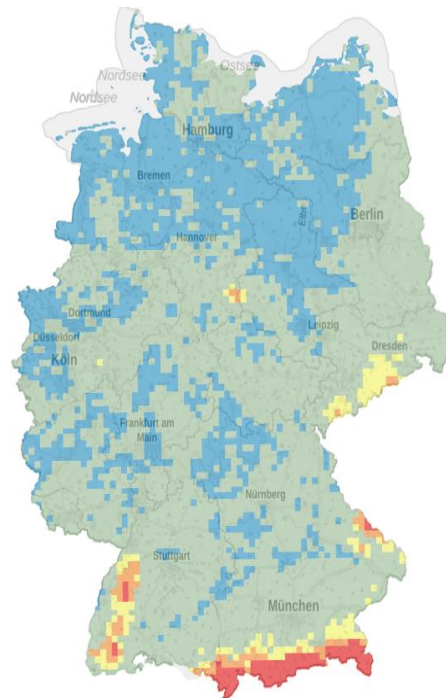 Ostsee
Nordsee
Nordsee
Hamburg
Bremen
Elbe
Berlin
Hannover
Dortmund
Leipzig
Düsseldorf
Dresden
Köln
Frankfurt am
Main
Nürnberg
Stuttgart
München